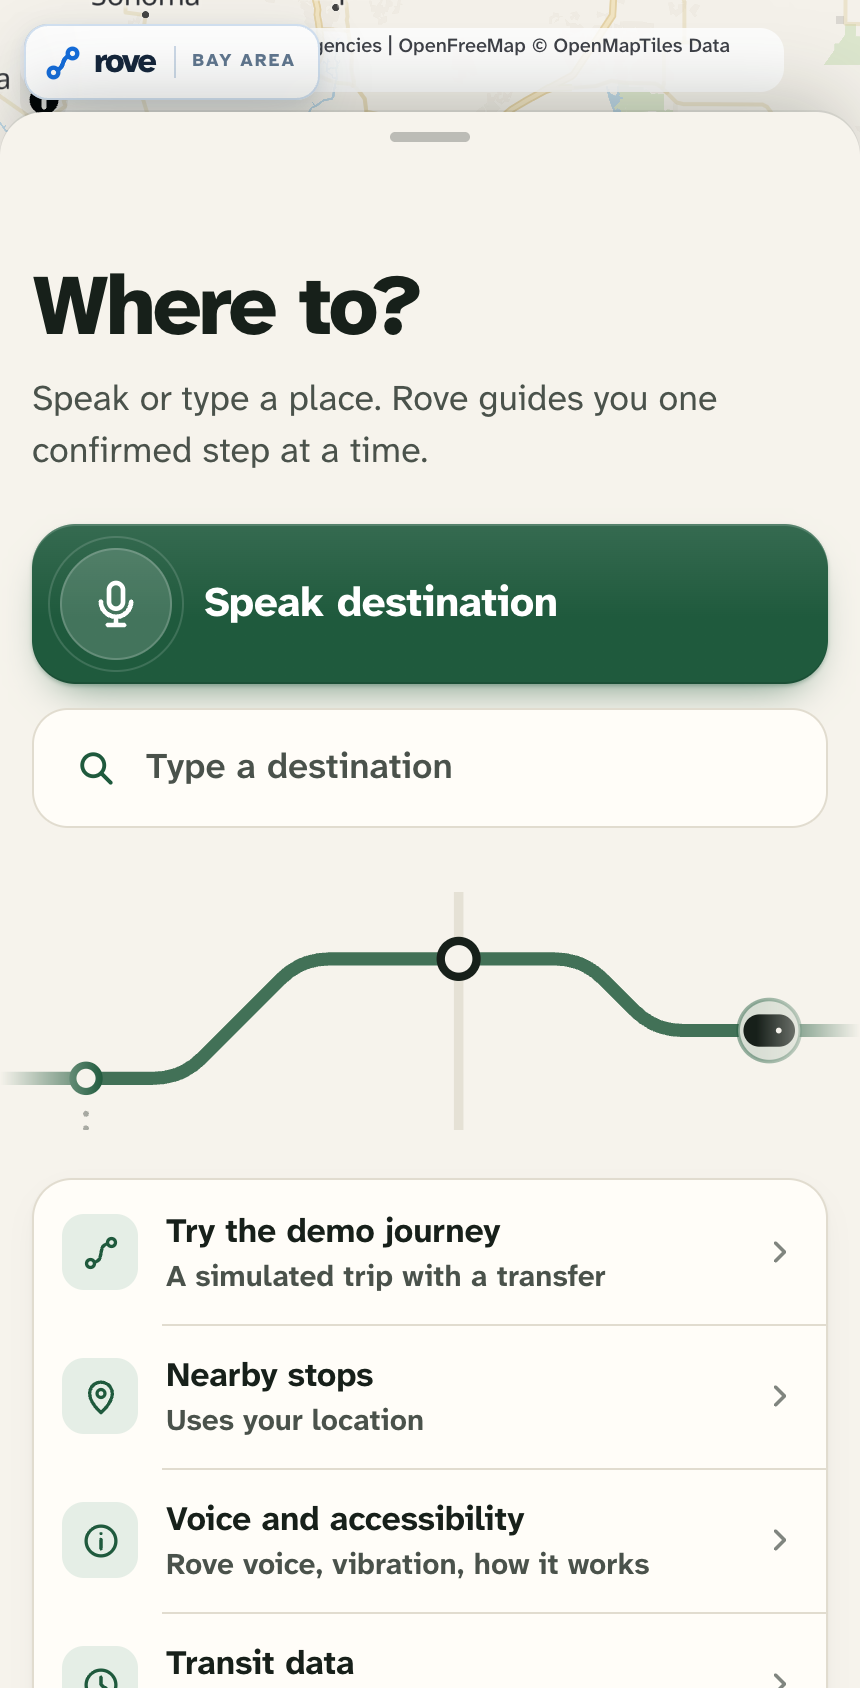 rove
BAY AREA
OpenFreeMap © OpenMapTiles Data
Where to?
Speak or type a place. Rove guides you one
confirmed step at a time.
Speak destination
Type a destination
Try the demo journey
A simulated trip with a transfer
Nearby stops
Uses your location
Voice and accessibility
Rove voice, vibration, how it works
Transit data